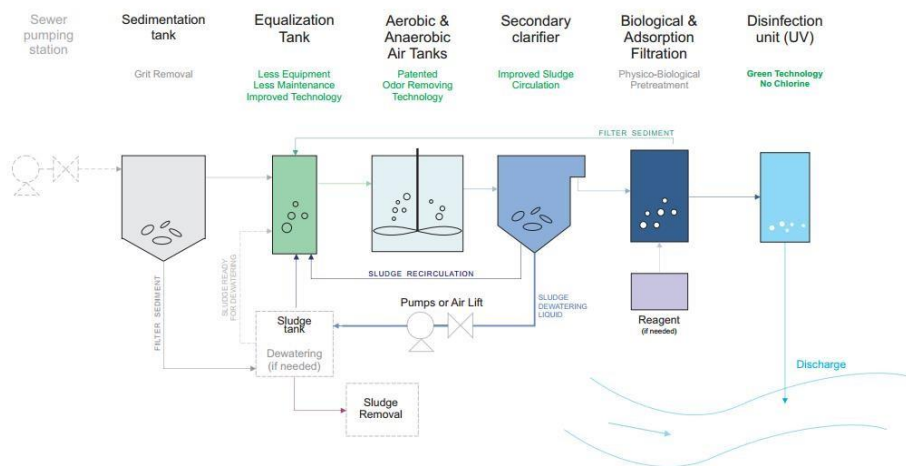 Sewer
pumping
station
Sedimentation
tank
Grit Removal
Equalization
Tank
Less Equipment
Less Maintenance
Improved Technology
Aerobic &
Anaerobic
Air Tanks
Patented
Odor Removing
Technology
Secondary
clarifier
Improved Sludge
Circulation
Biological &
Adsorption
Filtration
Physico-Biological
Pretreatment
Disinfection
unit (UV)
Green Technology
No Chlorine
FILTER SEDIMENT
SLUDGE RECIRCULATION
SLUDGE READY
FOR DEWATERING
FILTER SEDIMENT
Pumps or Air Lift
SLUDGE
DEWATERING
LIQUID
Reagent
(if needed)
Sludge
tank
Dewatering
(if needed)
Discharge
Sludge
Removal